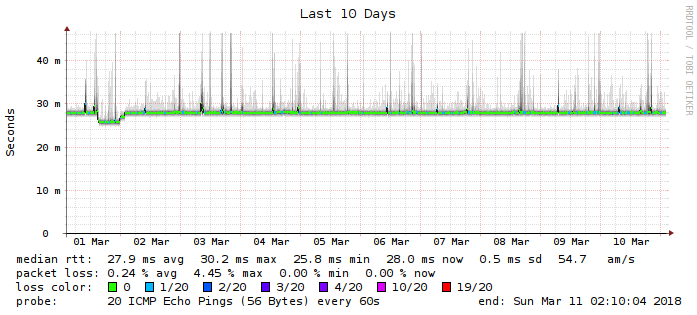 Last 10 Days
RRDTOOL / TOBI OETIKER
Seconds
40 m
30 m
20 m
10 m
0
01 Mar 02 Mar 03 Mar 04 Mar 05 Mar 06 Mar 07 Mar 08 Mar 09 Mar 10 Mar
median rtt: 27.9 ms avg 30.2 ms max 25.8 ms min 28.0 ms now 0.5 ms sd 54.7 am/s
packet loss: 0.24 % avg 4.45 % max 0.00 % min 0.00 % now
loss color: 0 1/20 2/20 3/20 4/20 10/20 19/20
probe: 20 ICMP Echo Pings (56 Bytes) every 60s end: Sun Mar 11 02:10:04 2018